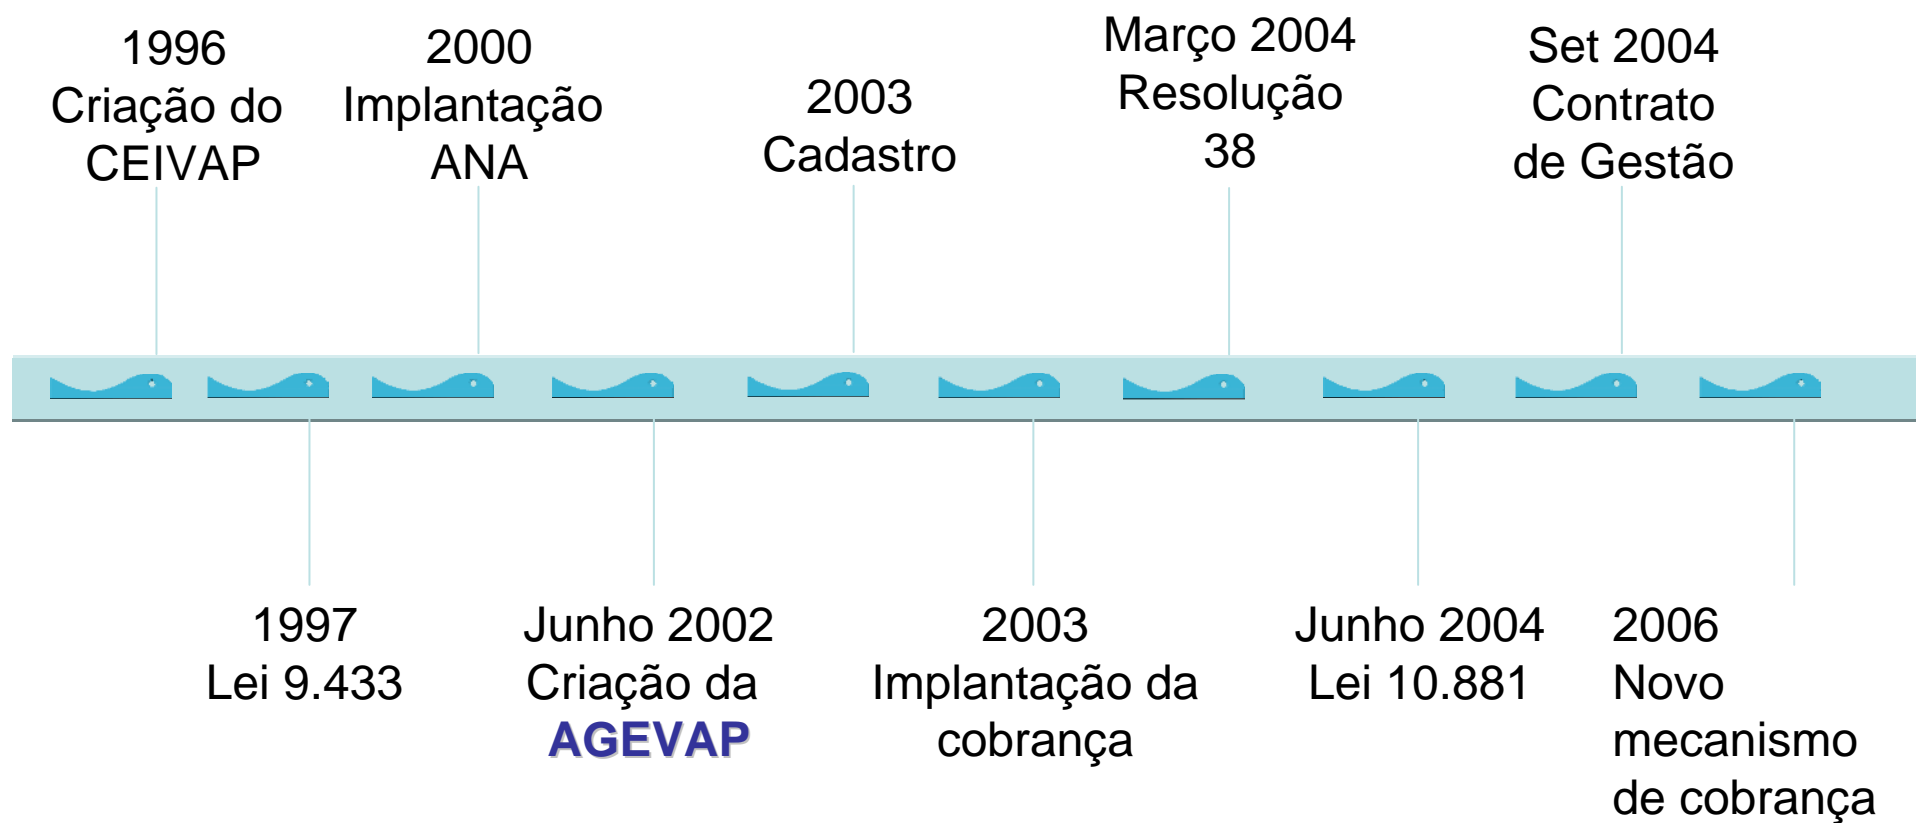 1996
Criação do
CEIVAP
2000
Implantação
ANA
2003
Cadastro
Março 2004
Resolução
38
Set 2004
Contrato
de Gestão
1997
Lei 9.433
Junho 2002
Criação da
AGEVAP
2003
Implantação da
cobrança
Junho 2004
Lei 10.881
2006
Novo
mecanismo
de cobrança